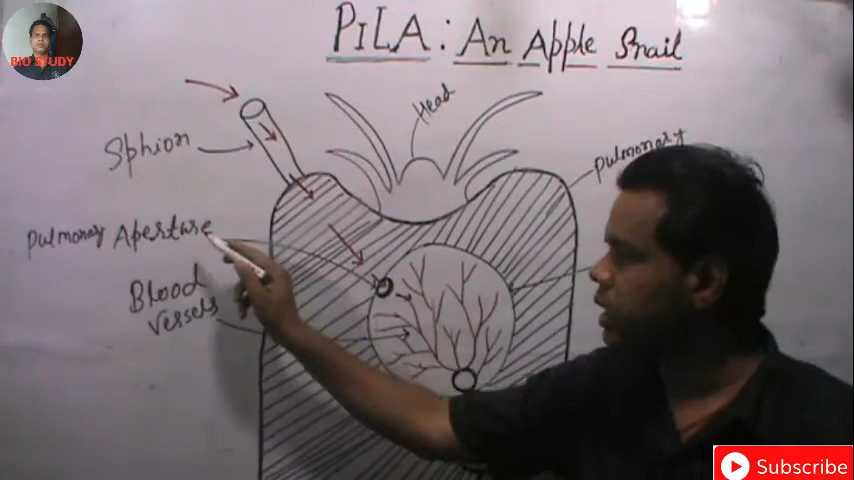 BIO STUDY
PILA : An Apple Snail
Head
Sphion
Pulmonary
Pulmonary Aperture
Blood
Vessels
Subscribe